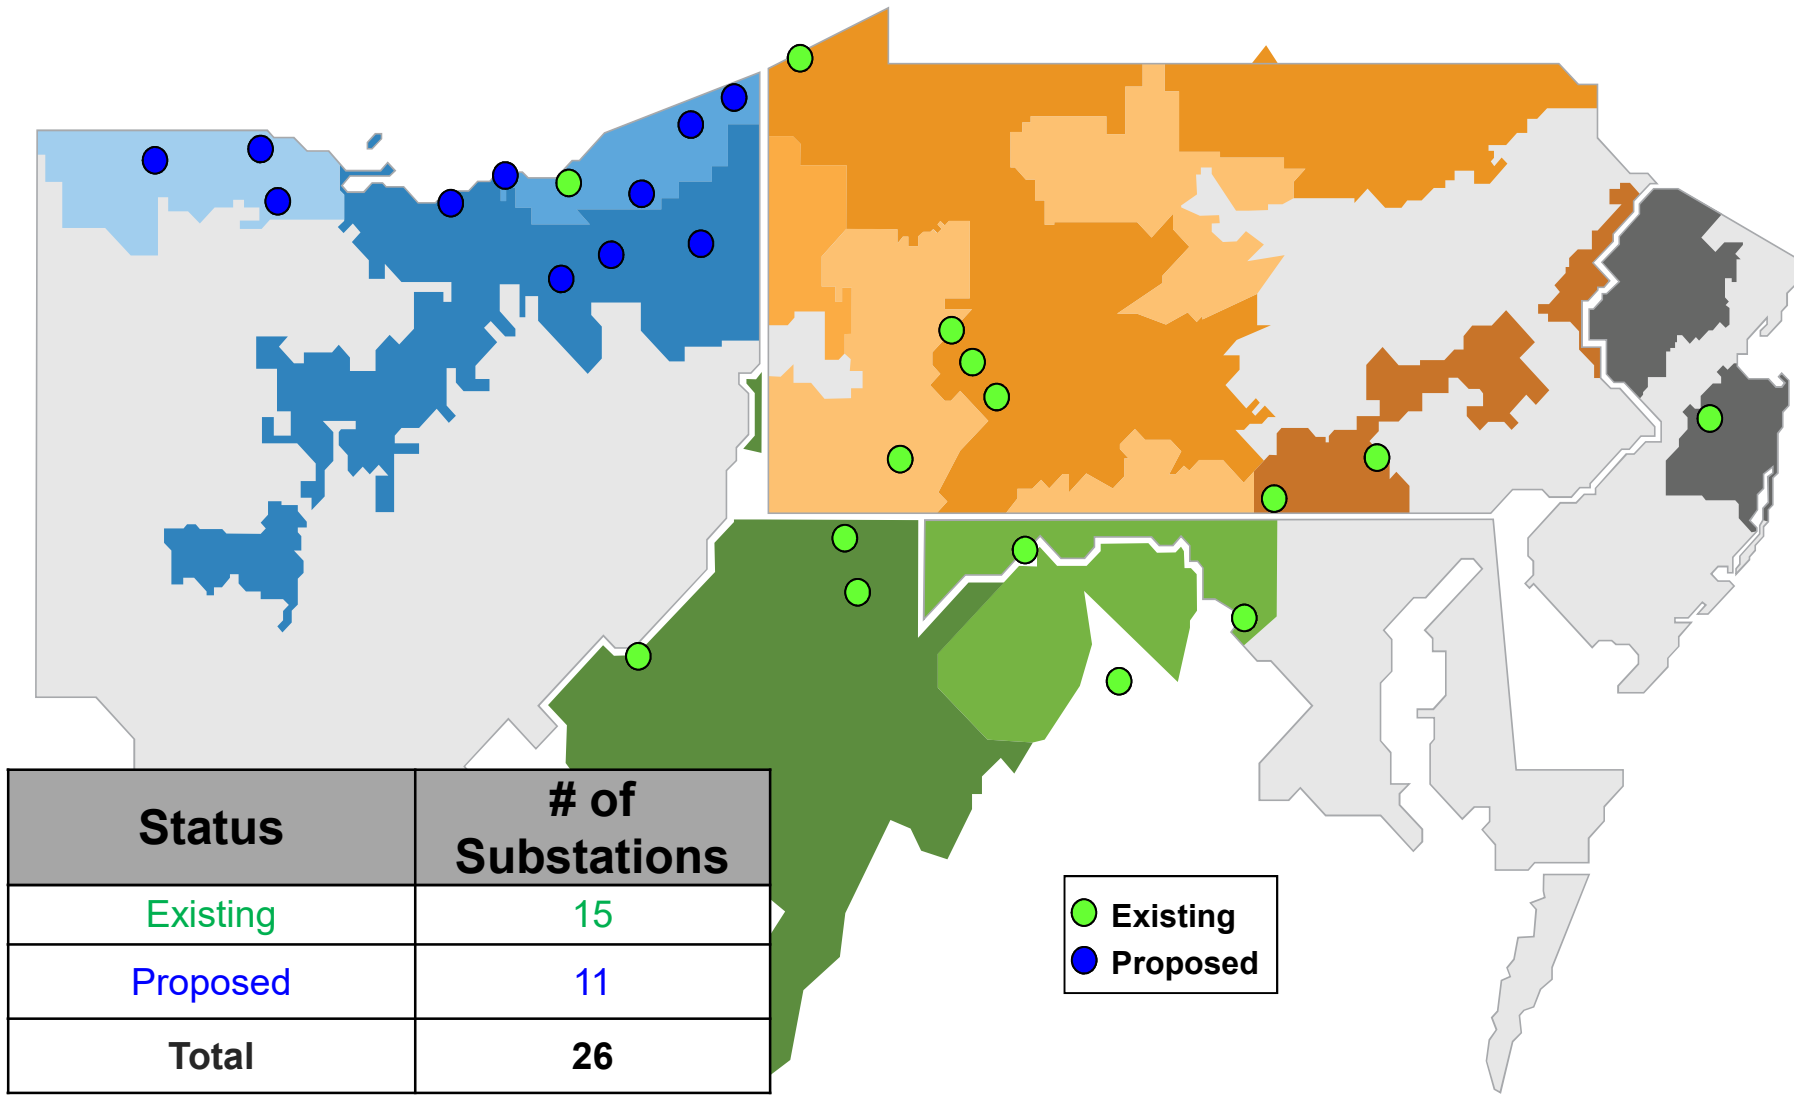 Status
# of
Substations
Existing
15
Proposed
11
Total
26
Existing
Proposed